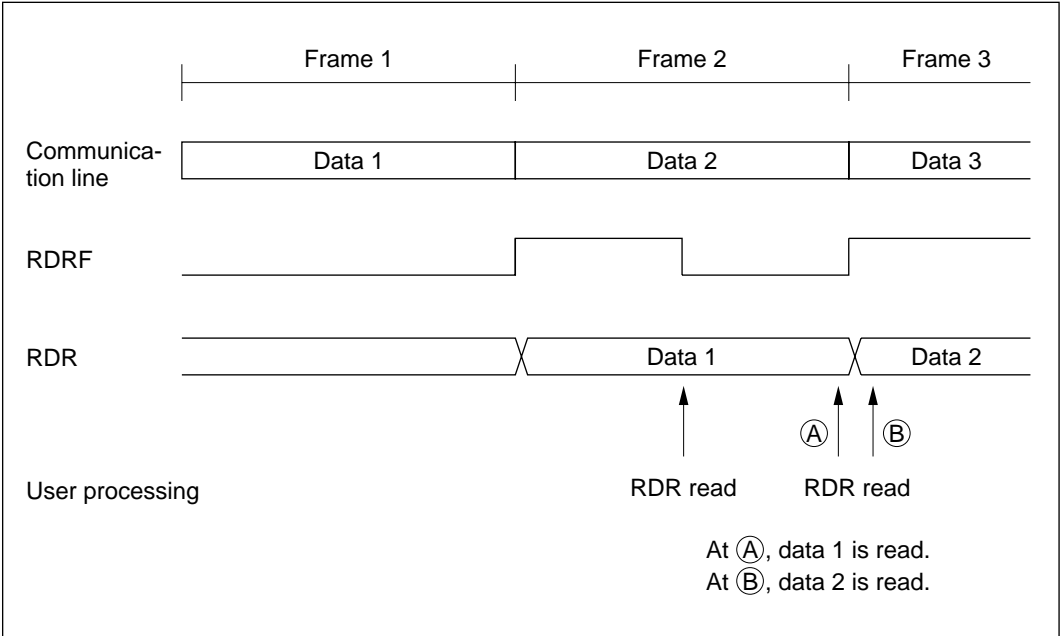 Frame 1 Frame 2 Frame 3
Communica-
tion line
Data 1 Data 2 Data 3
RDRF
RDR Data 1 Data 2
Ⓐ Ⓑ
User processing RDR read RDR read
At Ⓐ, data 1 is read.
At Ⓑ, data 2 is read.